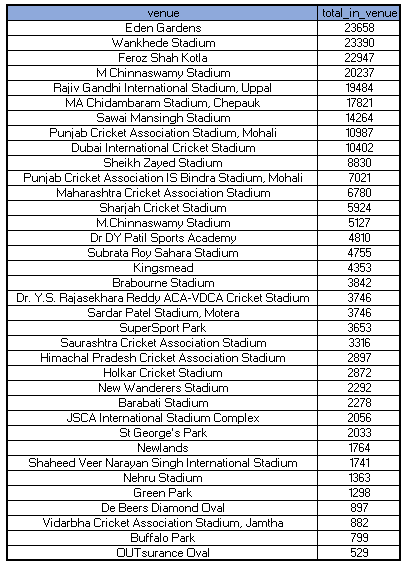 venue total_in_venue
Eden Gardens 23658
Wankhede Stadium 23390
Feroz Shah Kotla 22947
M Chinnaswamy Stadium 20237
Rajiv Gandhi International Stadium, Uppal 19484
MA Chidambaram Stadium, Chepauk 17821
Sawai Mansingh Stadium 14264
Punjab Cricket Association Stadium, Mohali 10987
Dubai International Cricket Stadium 10402
Sheikh Zayed Stadium 8830
Punjab Cricket Association IS Bindra Stadium, Mohali 7021
Maharashtra Cricket Association Stadium 6780
Sharjah Cricket Stadium 5924
M.Chinnaswamy Stadium 5127
Dr DY Patil Sports Academy 4810
Subrata Roy Sahara Stadium 4755
Kingsmead 4353
Brabourne Stadium 3842
Dr. Y.S. Rajasekhara Reddy ACA-VDCA Cricket Stadium 3746
Sardar Patel Stadium, Motera 3746
SuperSport Park 3653
Saurashtra Cricket Association Stadium 3316
Himachal Pradesh Cricket Association Stadium 2897
Holkar Cricket Stadium 2872
New Wanderers Stadium 2292
Barabati Stadium 2278
JSCA International Stadium Complex 2056
St George's Park 2033
Newlands 1764
Shaheed Veer Narayan Singh International Stadium 1741
Nehru Stadium 1363
Green Park 1298
De Beers Diamond Oval 897
Vidarbha Cricket Association Stadium, Jamtha 882
Buffalo Park 799
OUTsurance Oval 529